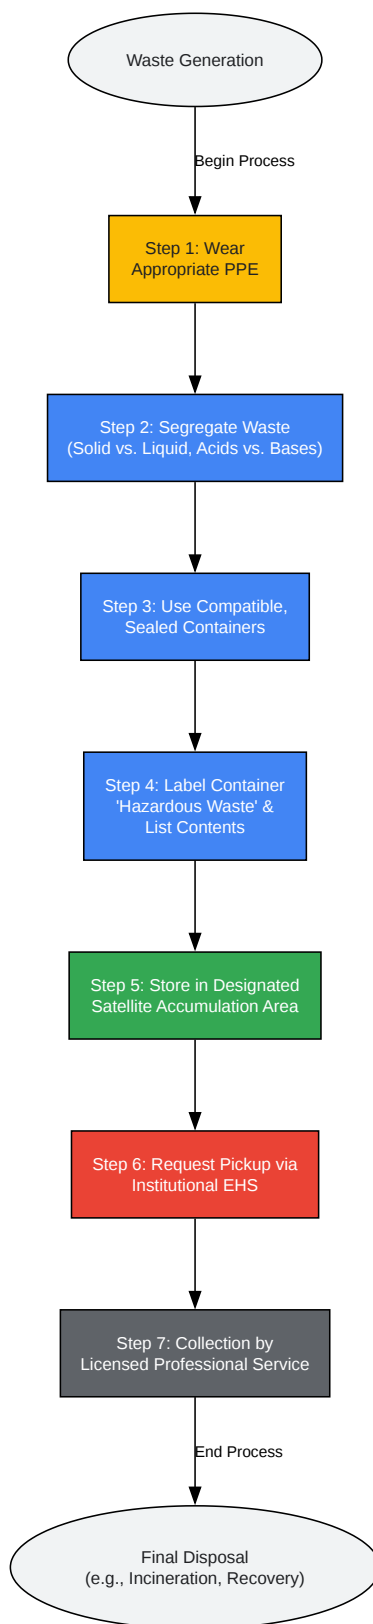 Waste Generation
Begin Process
Step 1: Wear
Appropriate PPE
Step 2: Segregate Waste
(Solid vs. Liquid, Acids vs. Bases)
Step 3: Use Compatible,
Sealed Containers
Step 4: Label Container
'Hazardous Waste' &
List Contents
Step 5: Store in Designated
Satellite Accumulation Area
Step 6: Request Pickup via
Institutional EHS
Step 7: Collection by
Licensed Professional Service
End Process
Final Disposal
(e.g., Incineration, Recovery)